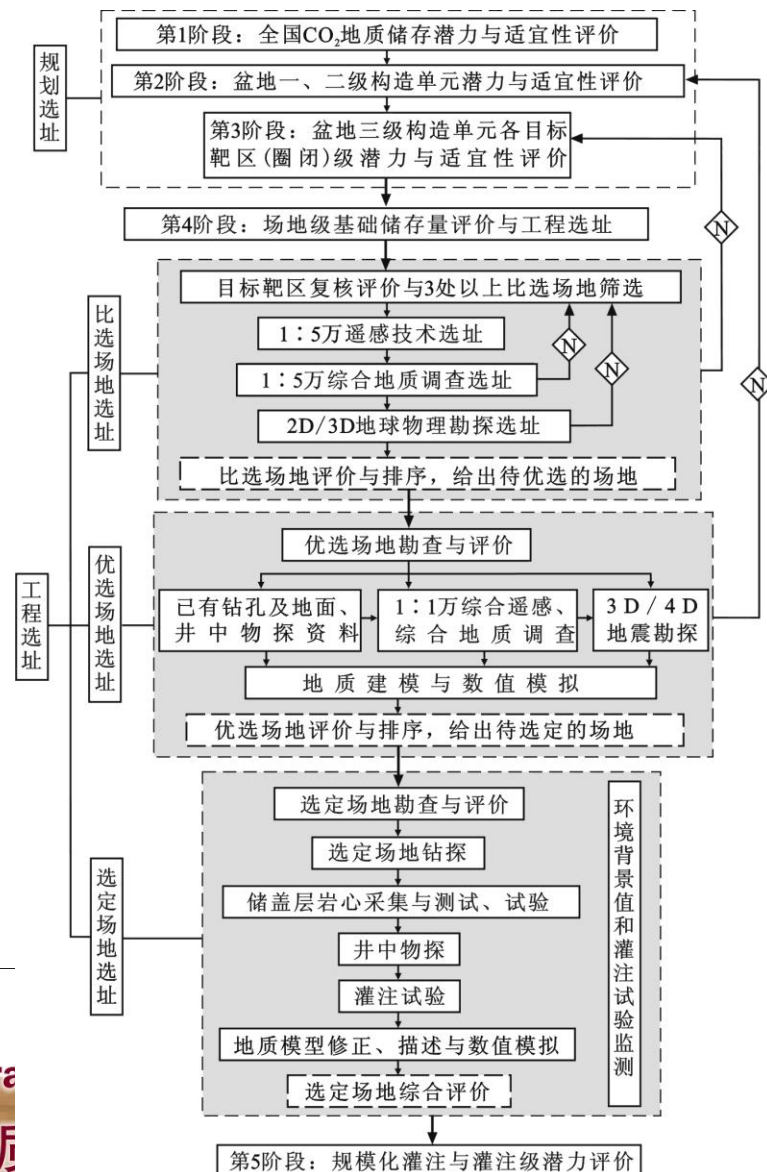 第1阶段：全国CO₂地质储存潜力与适宜性评价
规划选址
第2阶段：盆地一、二级构造单元潜力与适宜性评价
第3阶段：盆地三级构造单元各目标
靶区(圈闭)级潜力与适宜性评价
第4阶段：场地级基础储存量评价与工程选址
N
工程选址
比选场地选址
目标靶区复核评价与3处以上比选场地筛选
1∶5万遥感技术选址
N
1∶5万综合地质调查选址
N
N
2D/3D地球物理勘探选址
比选场地评价与排序，给出待优选的场地
优选场地选址
优选场地勘查与评价
已有钻孔及地面、
井中物探资料
1∶1万综合遥感、
综合地质调查
3D/4D
地震勘探
地质建模与数值模拟
优选场地评价与排序，给出待选定的场地
选定场地选址
选定场地勘查与评价
选定场地钻探
储盖层岩心采集与测试、试验
井中物探
灌注试验
地质模型修正、描述与数值模拟
选定场地综合评价
环境背景值和灌注试验监测
第5阶段：规模化灌注与灌注级潜力评价